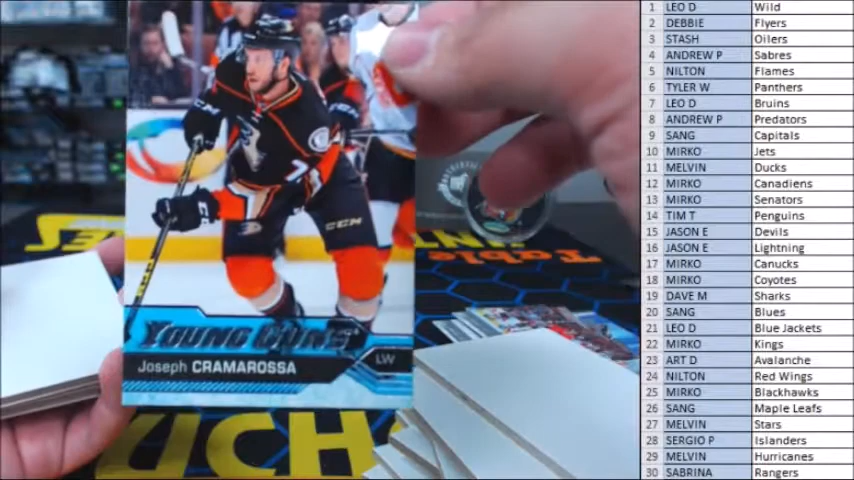 YOUNG GUNS
Joseph CRAMAROSSA
LW
CCM
Table
1 LEO D Wild
2 DEBBIE Flyers
3 STASH Oilers
4 ANDREW P Sabres
5 NILTON Flames
6 TYLER W Panthers
7 LEO D Bruins
8 ANDREW P Predators
9 SANG Capitals
10 MIRKO Jets
11 MELVIN Ducks
12 MIRKO Canadiens
13 MIRKO Senators
14 TIM T Penguins
15 JASON E Devils
16 JASON E Lightning
17 MIRKO Canucks
18 MIRKO Coyotes
19 DAVE M Sharks
20 SANG Blues
21 LEO D Blue Jackets
22 MIRKO Kings
23 ART D Avalanche
24 NILTON Red Wings
25 MIRKO Blackhawks
26 SANG Maple Leafs
27 MELVIN Stars
28 SERGIO P Islanders
29 MELVIN Hurricanes
30 SABRINA Rangers